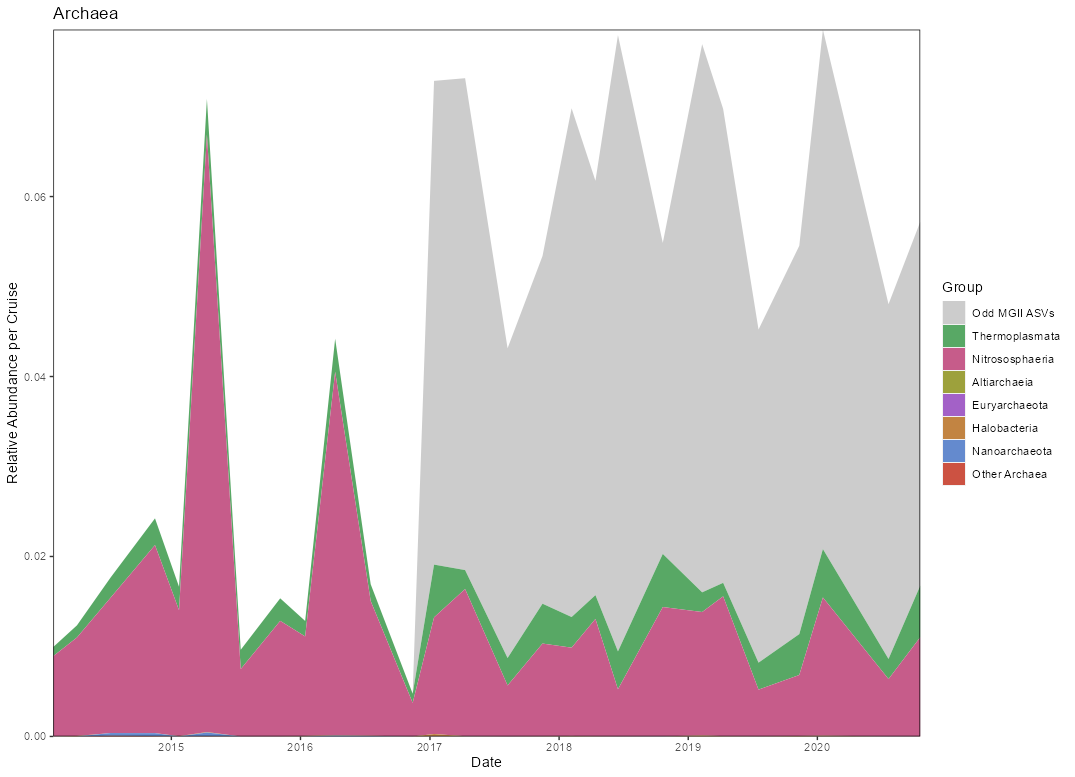 Archaea
Relative Abundance per Cruise
0.06
0.04
0.02
0.00
2015
2016
2017
2018
2019
2020
Date
Group
Odd MGII ASVs
Thermoplasmata
Nitrososphaeria
Altiarchaeia
Euryarchaeota
Halobacteria
Nanoarchaeota
Other Archaea